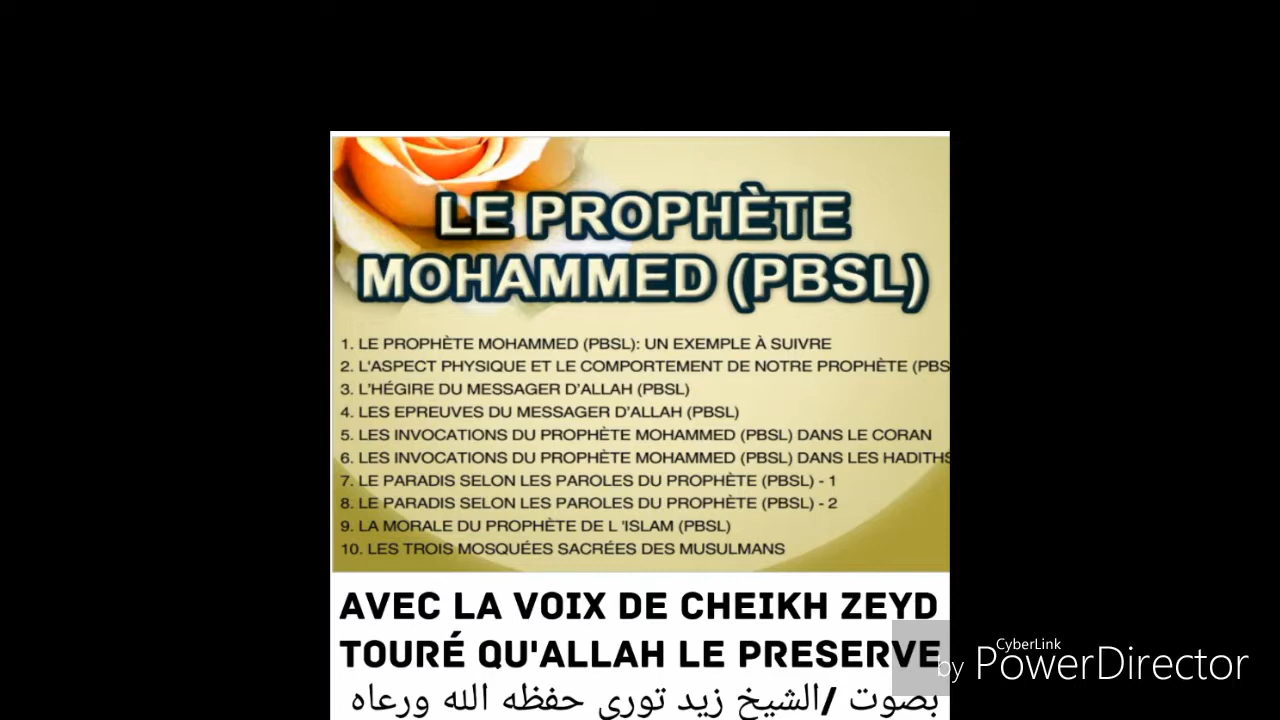 LE PROPHÈTE
MOHAMMED (PBSL)
1. LE PROPHÈTE MOHAMMED (PBSL): UN EXEMPLE À SUIVRE
2. L'ASPECT PHYSIQUE ET LE COMPORTEMENT DE NOTRE PROPHÈTE (PBS
3. L'HÉGIRE DU MESSAGER D'ALLAH (PBSL)
4. LES EPREUVES DU MESSAGER D'ALLAH (PBSL)
5. LES INVOCATIONS DU PROPHÈTE MOHAMMED (PBSL) DANS LE CORAN
6. LES INVOCATIONS DU PROPHÈTE MOHAMMED (PBSL) DANS LES HADITHS
7. LE PARADIS SELON LES PAROLES DU PROPHÈTE (PBSL) - 1
8. LE PARADIS SELON LES PAROLES DU PROPHÈTE (PBSL) - 2
9. LA MORALE DU PROPHÈTE DE L 'ISLAM (PBSL)
10. LES TROIS MOSQUÉES SACRÉES DES MUSULMANS
AVEC LA VOIX DE CHEIKH ZEYD
TOURÉ QU'ALLAH LE PRESERVE
بصوت /الشيخ زيد توري حفظه الله ورعاه
CyberLink
by PowerDirector